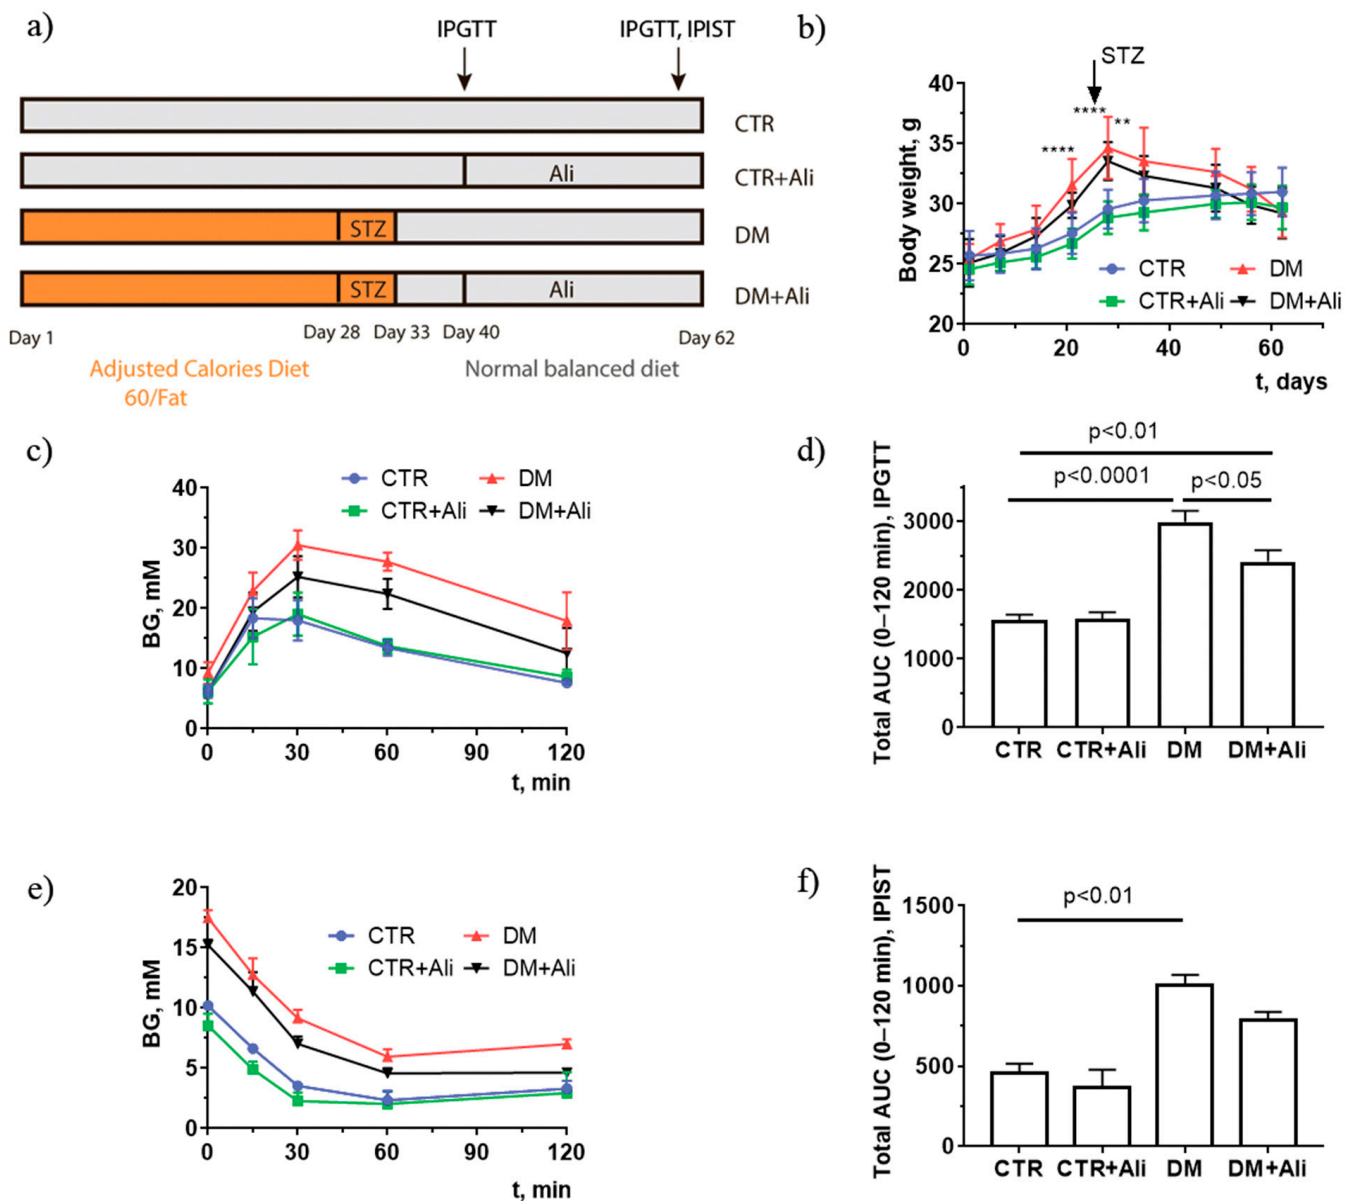 a)
IPGTT
IPGTT, IPIST
CTR
Ali
CTR+Ali
STZ
DM
STZ
Ali
DM+Ali
Day 1
Day 28
Day 33
Day 40
Day 62
Adjusted Calories Diet
60/Fat
Normal balanced diet
b)
STZ
****
****
**
Body weight, g
40
35
30
25
20
0
20
40
60
t, days
CTR
DM
CTR+Ali
DM+Ali
c)
CTR
DM
CTR+Ali
DM+Ali
BG, mM
40
30
20
10
0
0
30
60
90
120
t, min
d)
p<0.01
p<0.0001
p<0.05
Total AUC (0–120 min), IPGTT
3000
2000
1000
0
CTR
CTR+Ali
DM
DM+Ali
e)
CTR
DM
CTR+Ali
DM+Ali
BG, mM
20
15
10
5
0
0
30
60
90
120
t, min
f)
p<0.01
Total AUC (0–120 min), IPIST
1500
1000
500
0
CTR
CTR+Ali
DM
DM+Ali